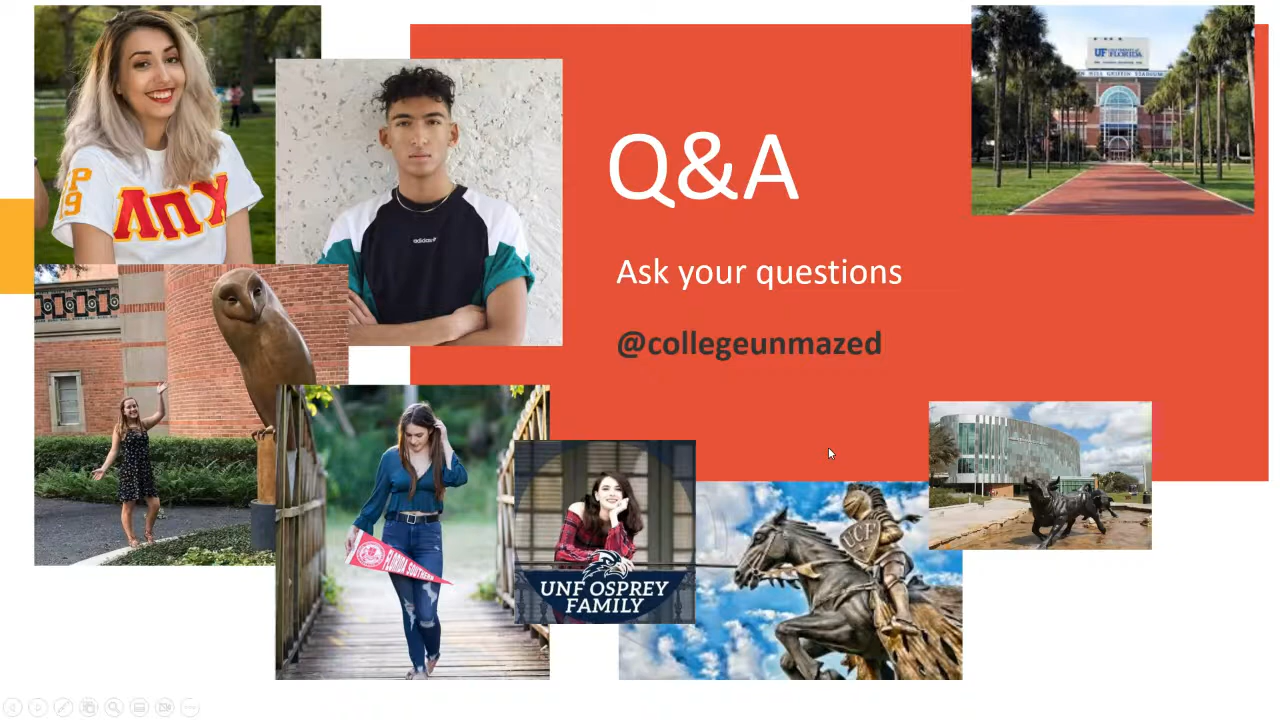 Q&A
Ask your questions
@collegeunmazed
ΛΠΧ
adidas
UF UNIVERSITY of FLORIDA
BEN HILL GRIFFIN STADIUM
FLORIDA SOUTHERN
UNF OSPREY
FAMILY
UCF